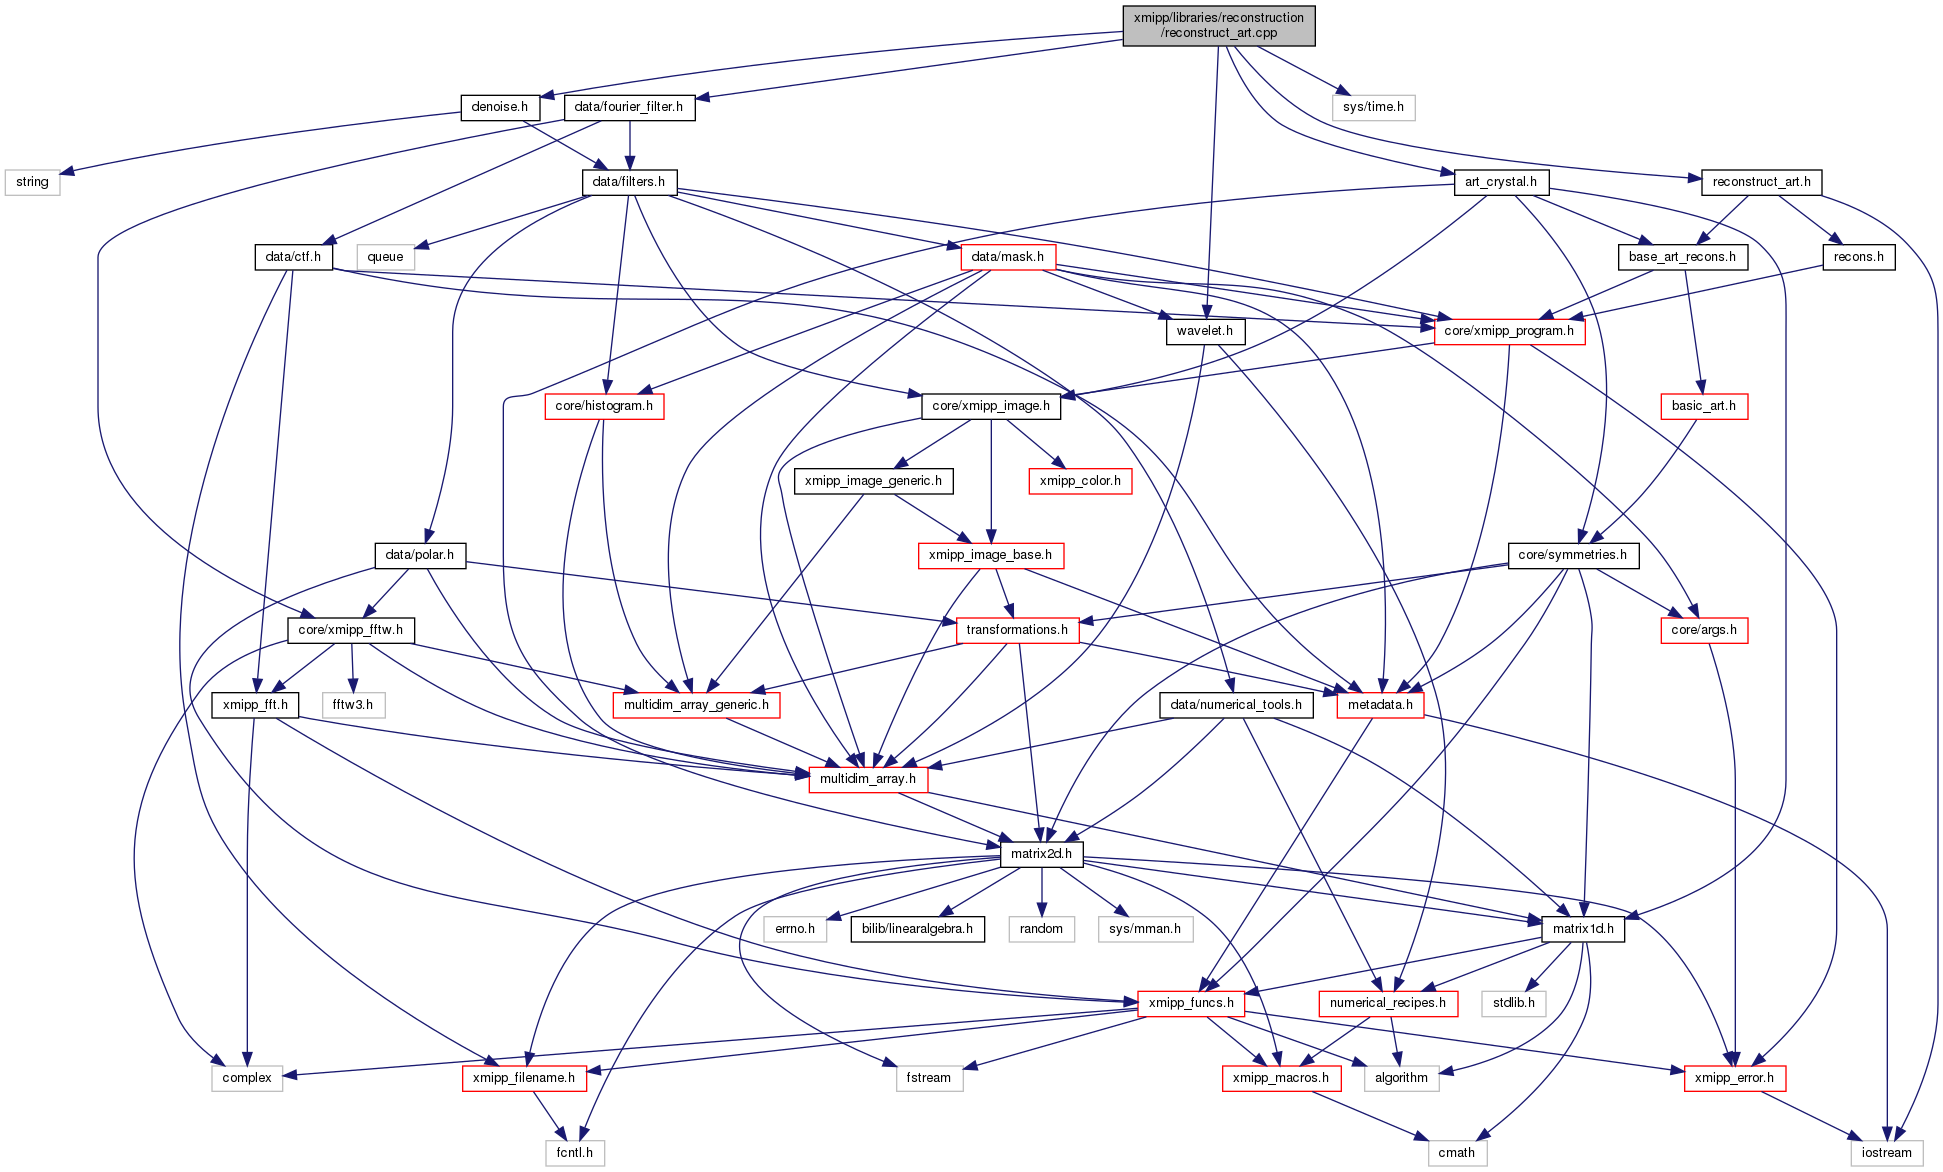 xmipp/libraries/reconstruction
/reconstruct_art.cpp
denoise.h
data/fourier_filter.h
sys/time.h
string
data/filters.h
art_crystal.h
reconstruct_art.h
data/ctf.h
queue
data/mask.h
base_art_recons.h
recons.h
wavelet.h
core/xmipp_program.h
core/histogram.h
core/xmipp_image.h
basic_art.h
xmipp_image_generic.h
xmipp_color.h
data/polar.h
xmipp_image_base.h
core/symmetries.h
core/xmipp_fftw.h
transformations.h
core/args.h
xmipp_fft.h
fftw3.h
multidim_array_generic.h
data/numerical_tools.h
metadata.h
multidim_array.h
matrix2d.h
errno.h
bilib/linearalgebra.h
random
sys/mman.h
matrix1d.h
xmipp_funcs.h
numerical_recipes.h
stdlib.h
complex
xmipp_filename.h
fstream
xmipp_macros.h
algorithm
xmipp_error.h
fcntl.h
cmath
iostream